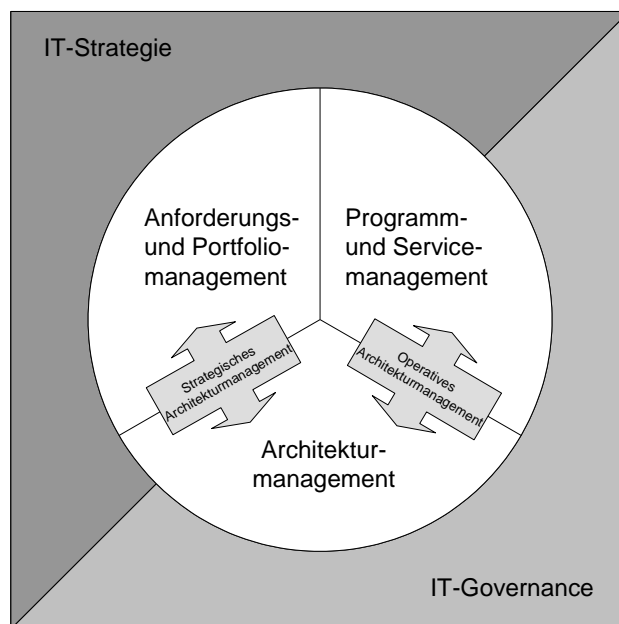 IT-Strategie
Anforderungs-
und Portfolio-
management
Programm-
und Service-
management
Strategisches
Architekturmanagement
Operatives
Architekturmanagement
Architektur-
management
IT-Governance